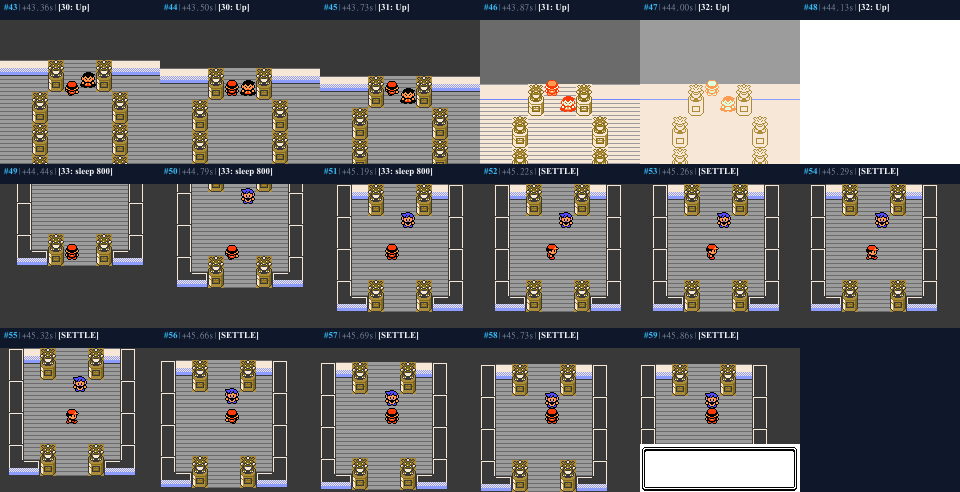 #43|+43.36s|[30: Up]
#44|+43.50s|[30: Up]
#45|+43.73s|[31: Up]
#46|+43.87s|[31: Up]
#47|+44.00s|[32: Up]
#48|+44.13s|[32: Up]
#49|+44.44s|[33: sleep 800]
#50|+44.79s|[33: sleep 800]
#51|+45.19s|[33: sleep 800]
#52|+45.22s|[SETTLE]
#53|+45.26s|[SETTLE]
#54|+45.29s|[SETTLE]
#55|+45.32s|[SETTLE]
#56|+45.66s|[SETTLE]
#57|+45.69s|[SETTLE]
#58|+45.73s|[SETTLE]
#59|+45.86s|[SETTLE]